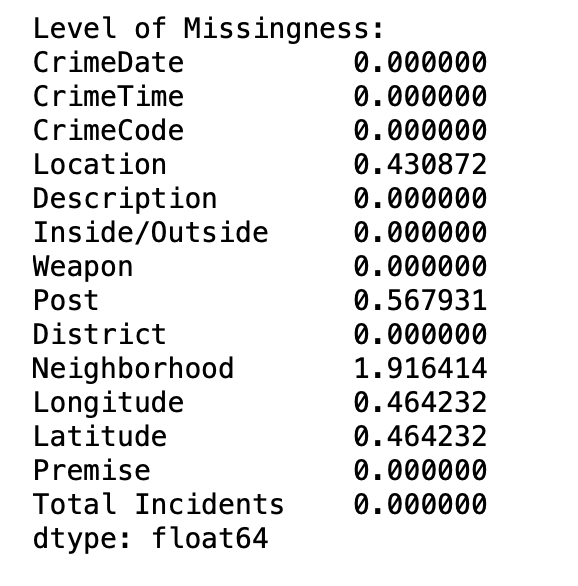 Level of Missingness:
CrimeDate 0.000000
CrimeTime 0.000000
CrimeCode 0.000000
Location 0.430872
Description 0.000000
Inside/Outside 0.000000
Weapon 0.000000
Post 0.567931
District 0.000000
Neighborhood 1.916414
Longitude 0.464232
Latitude 0.464232
Premise 0.000000
Total Incidents 0.000000
dtype: float64